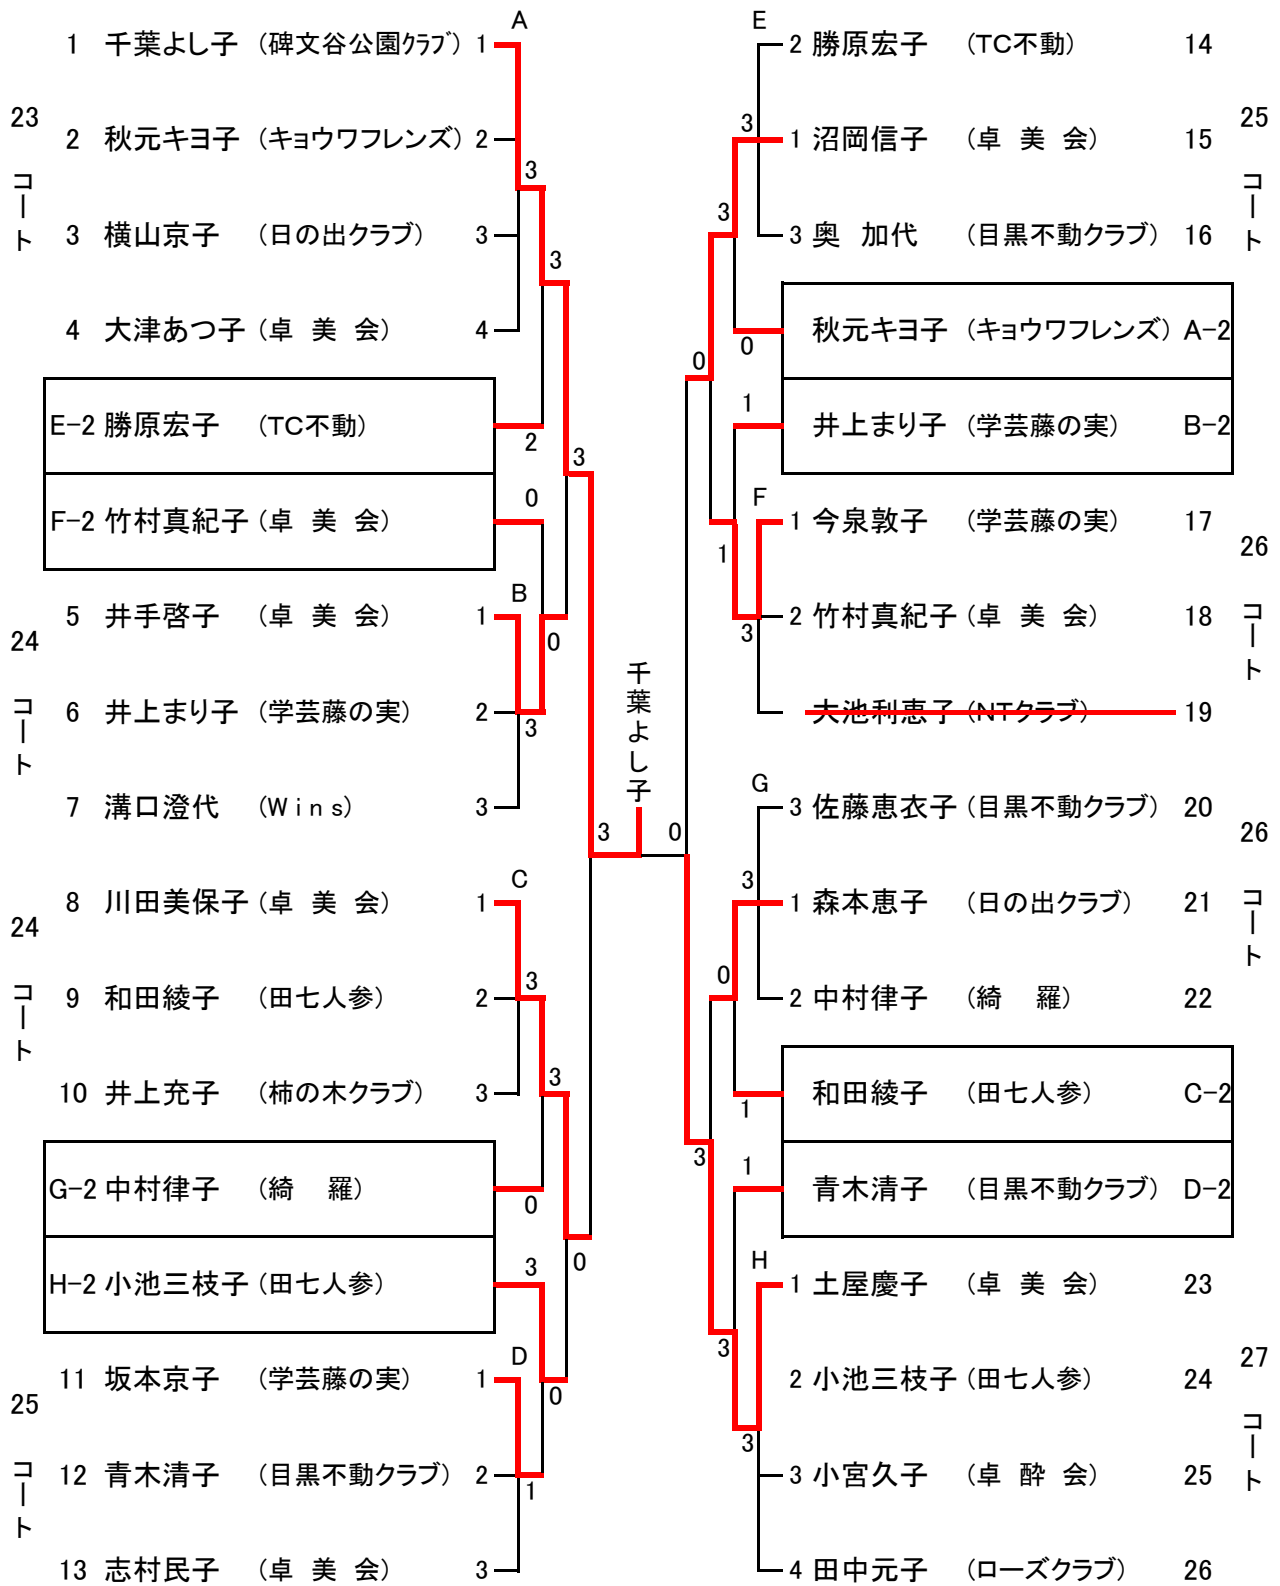 A
1 千葉よし子 (碑文谷公園クラブ) 1
23 コート
2 秋元キヨ子 (キョウワフレンズ) 2
3
3 横山京子 (日の出クラブ) 3
3
4 大津あつ子 (卓 美 会) 4
E-2 勝原宏子 (TC不動)
2
3
F-2 竹村真紀子 (卓 美 会)
0
B
5 井手啓子 (卓 美 会) 1
0
24 コート
6 井上まり子 (学芸藤の実) 2
3
7 溝口澄代 (Wins) 3
C
8 川田美保子 (卓 美 会) 1
24 コート
9 和田綾子 (田七人参) 2
3
10 井上充子 (柿の木クラブ) 3
3
G-2 中村律子 (綺 羅)
0
0
H-2 小池三枝子 (田七人参)
3
D
11 坂本京子 (学芸藤の実) 1
0
25 コート
12 青木清子 (目黒不動クラブ) 2
1
13 志村民子 (卓 美 会) 3
千葉よし子
3 0
E
2 勝原宏子 (TC不動) 14
3
25 コート
1 沼岡信子 (卓 美 会) 15
3
3 奥 加代 (目黒不動クラブ) 16
秋元キヨ子 (キョウワフレンズ) A-2
0
0
1
井上まり子 (学芸藤の実) B-2
F
1 今泉敦子 (学芸藤の実) 17
1
26 コート
2 竹村真紀子 (卓 美 会) 18
3
大池利恵子 (NTクラブ) 19
G
3 佐藤恵衣子 (目黒不動クラブ) 20
3
26 コート
1 森本恵子 (日の出クラブ) 21
0
2 中村律子 (綺 羅) 22
和田綾子 (田七人参) C-2
1
3
1
青木清子 (目黒不動クラブ) D-2
H
1 土屋慶子 (卓 美 会) 23
3
27 コート
2 小池三枝子 (田七人参) 24
3
3 小宮久子 (卓 酔 会) 25
4 田中元子 (ローズクラブ) 26